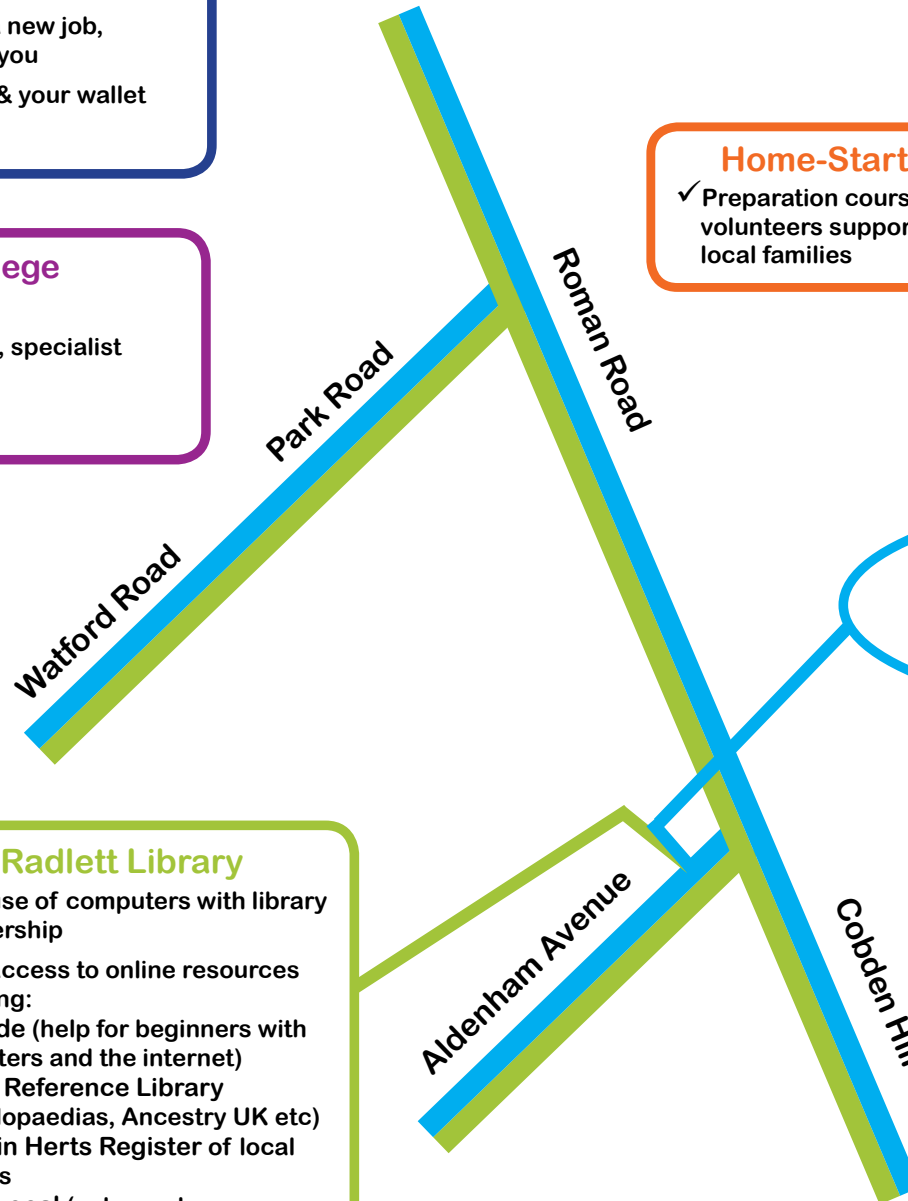 new job,
you
& your wallet
ege
, specialist
Home-Start
✓Preparation cours
volunteers suppor
local families
Roman Road
Park Road
Watford Road
Radlett Library
se of computers with library
ership
ccess to online resources
ng:
de (help for beginners with
ters and the internet)
Reference Library
lopaedias, Ancestry UK etc)
in Herts Register of local
s
Aldenham Avenue
Cobden Hill